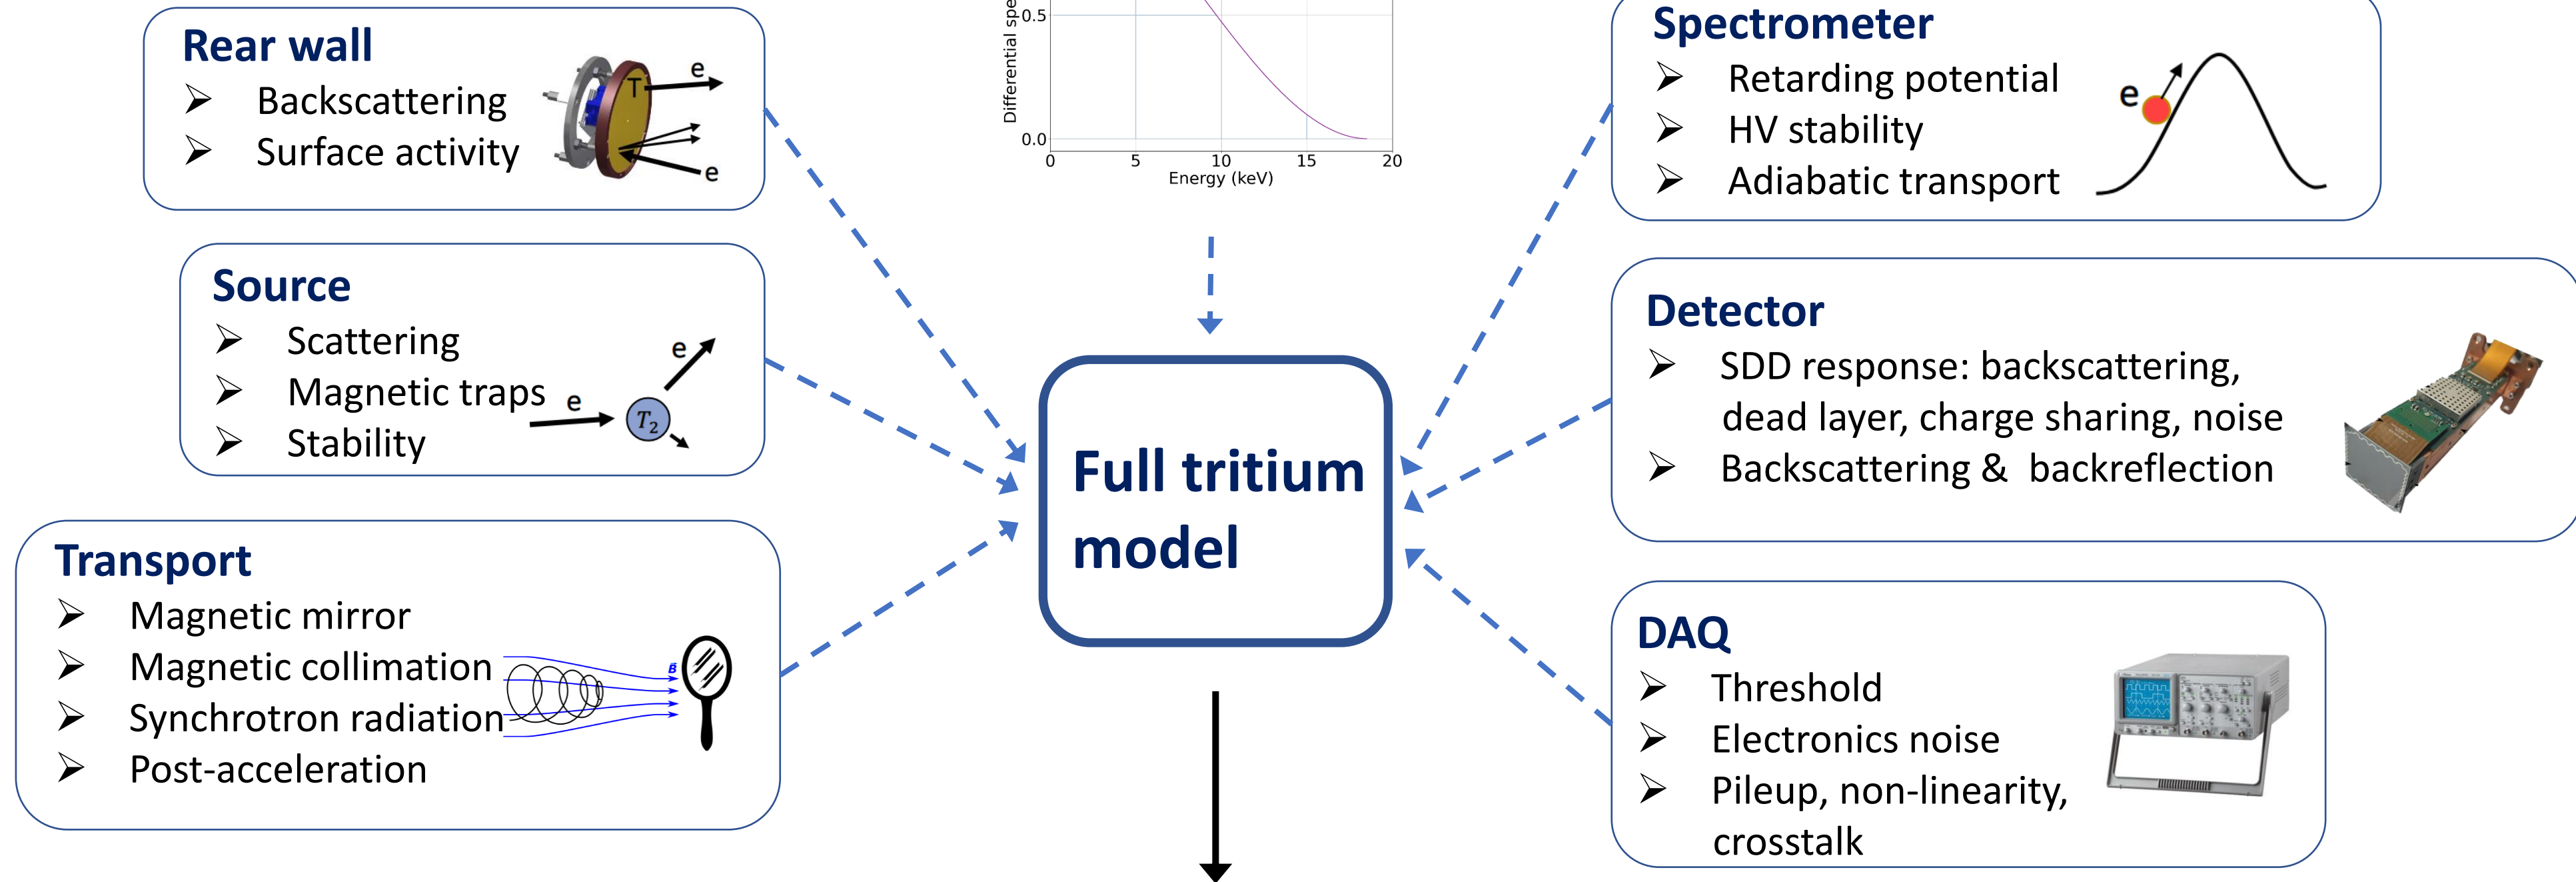 Rear wall
Backscattering
Surface activity
T
e
e
Source
Scattering
Magnetic traps
Stability
e
e
T₂
Transport
Magnetic mirror
Magnetic collimation
Synchrotron radiation
Post-acceleration
B⃗
Differential spe
0.5
0.0
0
5
10
15
20
Energy (keV)
Full tritium
model
Spectrometer
Retarding potential
HV stability
Adiabatic transport
e
Detector
SDD response: backscattering,
dead layer, charge sharing, noise
Backscattering & backreflection
DAQ
Threshold
Electronics noise
Pileup, non-linearity,
crosstalk